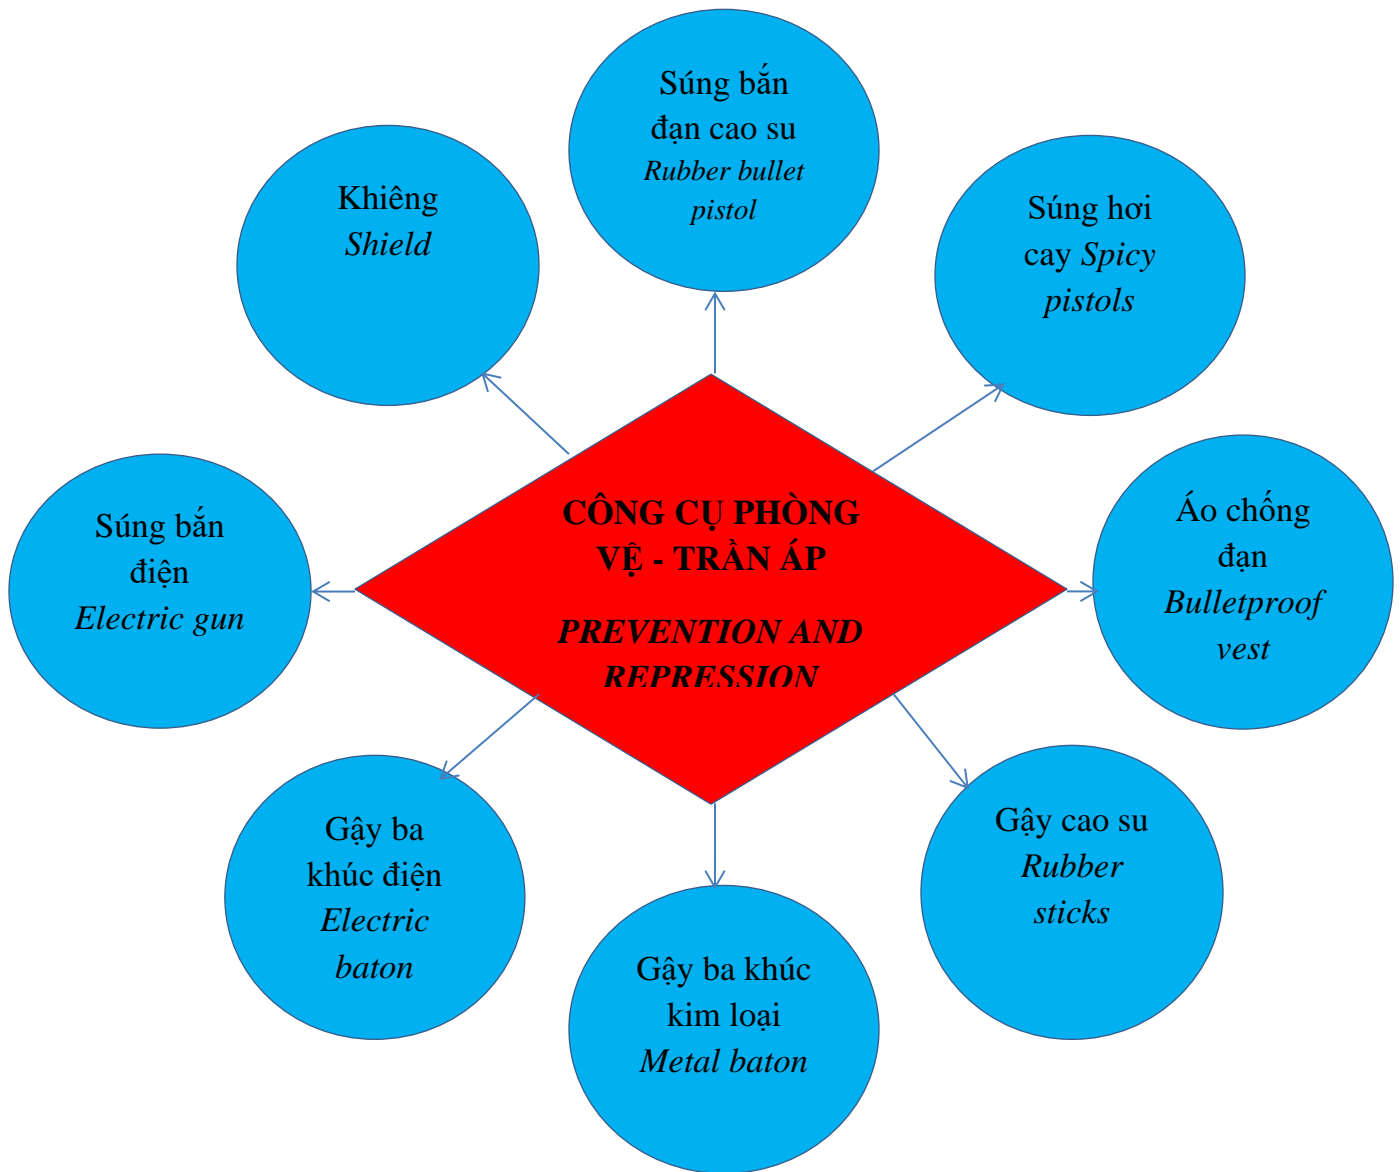 Súng bắn
đạn cao su
Rubber bullet
pistol
Khiêng
Shield
Súng hơi
cay Spicy
pistols
CÔNG CỤ PHÒNG
VỆ - TRẦN ÁP
PREVENTION AND
REPRESSION
Súng bắn
điện
Electric gun
Áo chống
đạn
Bulletproof
vest
Gậy ba
khúc điện
Electric
baton
Gậy cao su
Rubber
sticks
Gậy ba khúc
kim loại
Metal baton